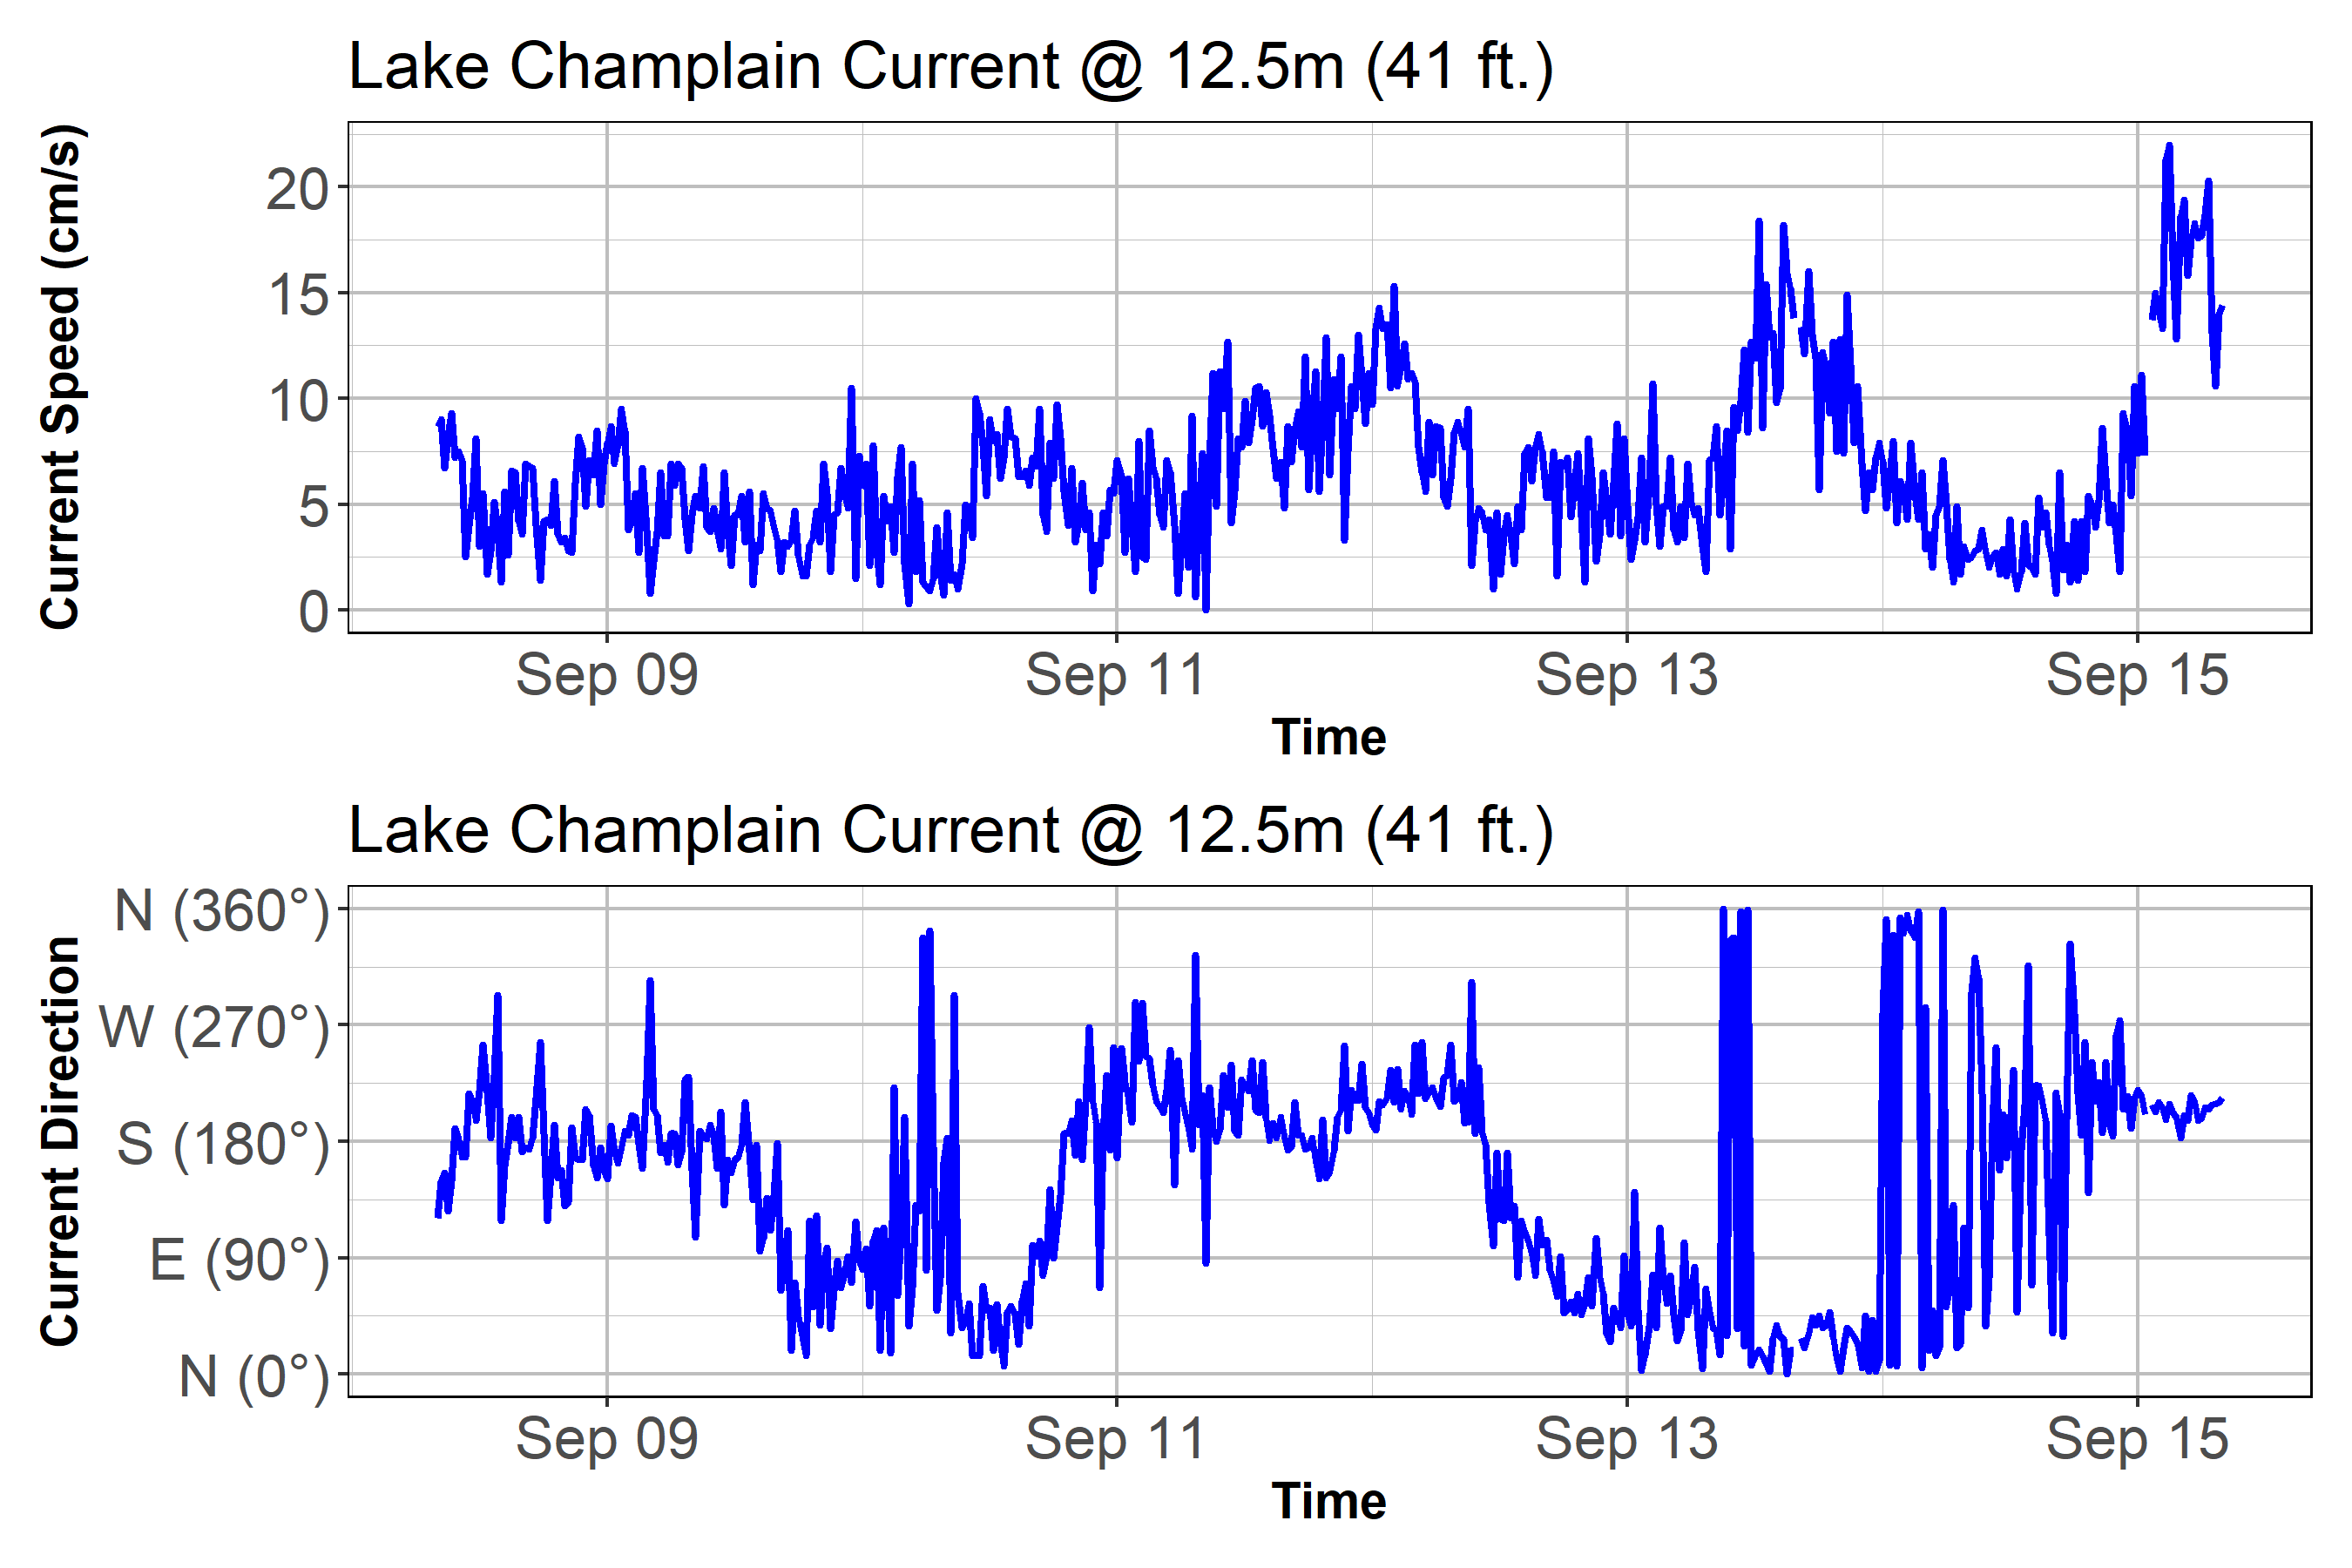 Lake Champlain Current @ 12.5m (41 ft.)
Current Speed (cm/s)
20
15
10
5
0
Sep 09 Sep 11 Sep 13 Sep 15
Time
Lake Champlain Current @ 12.5m (41 ft.)
Current Direction
N (360°)
W (270°)
S (180°)
E (90°)
N (0°)
Sep 09 Sep 11 Sep 13 Sep 15
Time